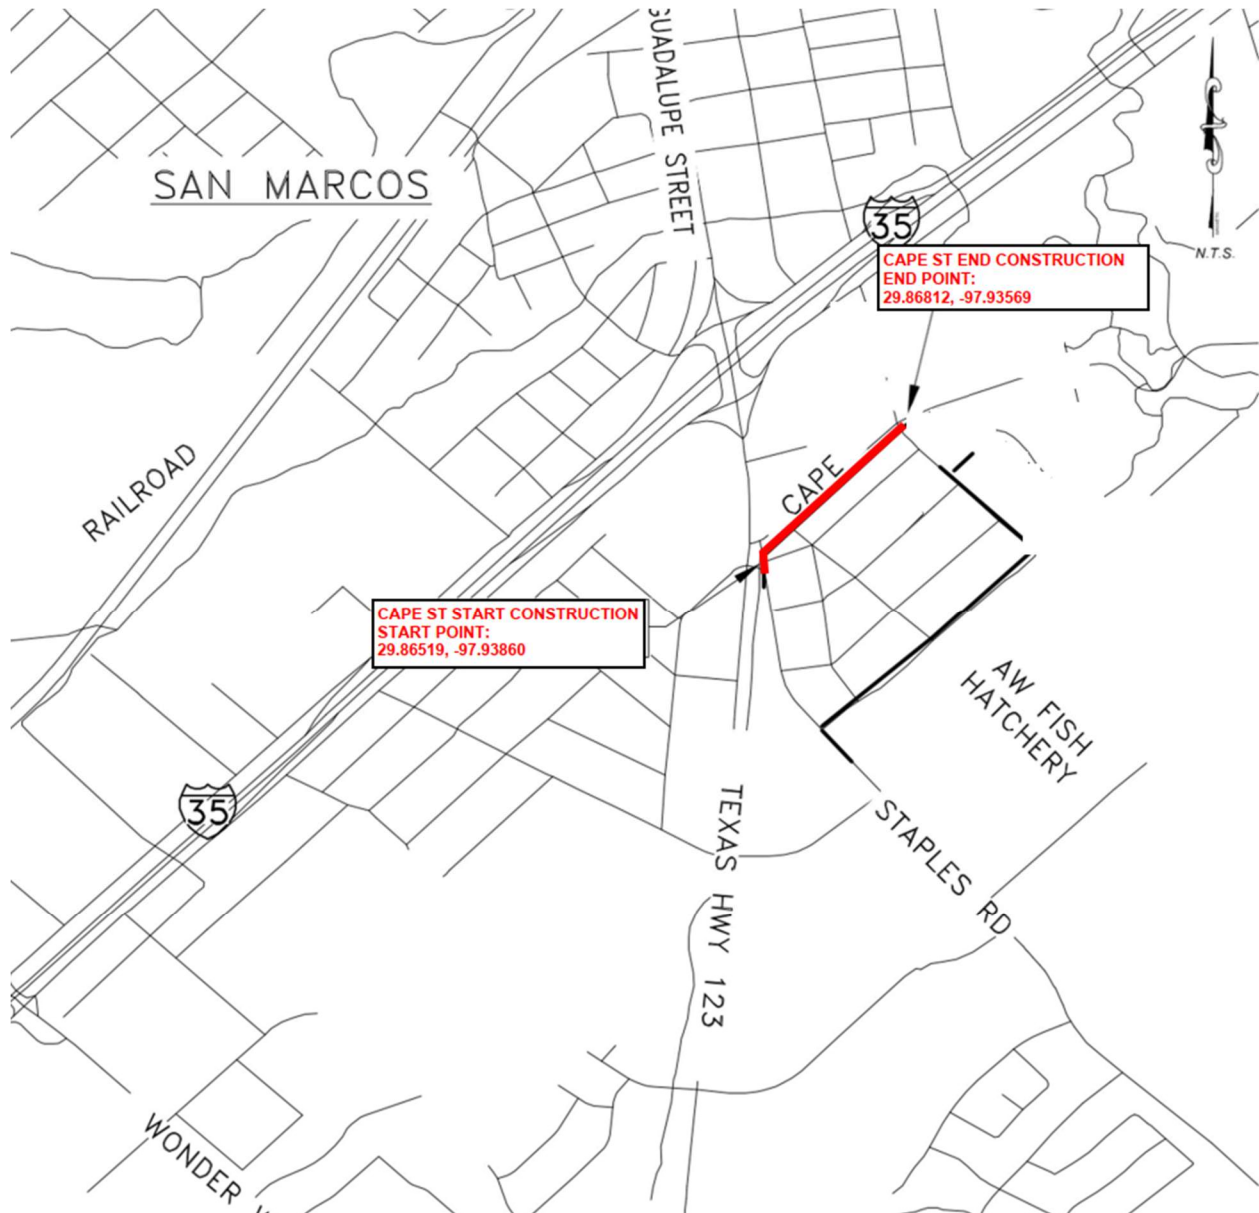 GUADALUPE STREET
SAN MARCOS
35
N.T.S.
CAPE ST END CONSTRUCTION
END POINT:
29.86812, -97.93569
RAILROAD
CAPE
CAPE ST START CONSTRUCTION
START POINT:
29.86519, -97.93860
AW FISH
HATCHERY
35
TEXAS HWY 123
STAPLES RD
WONDER